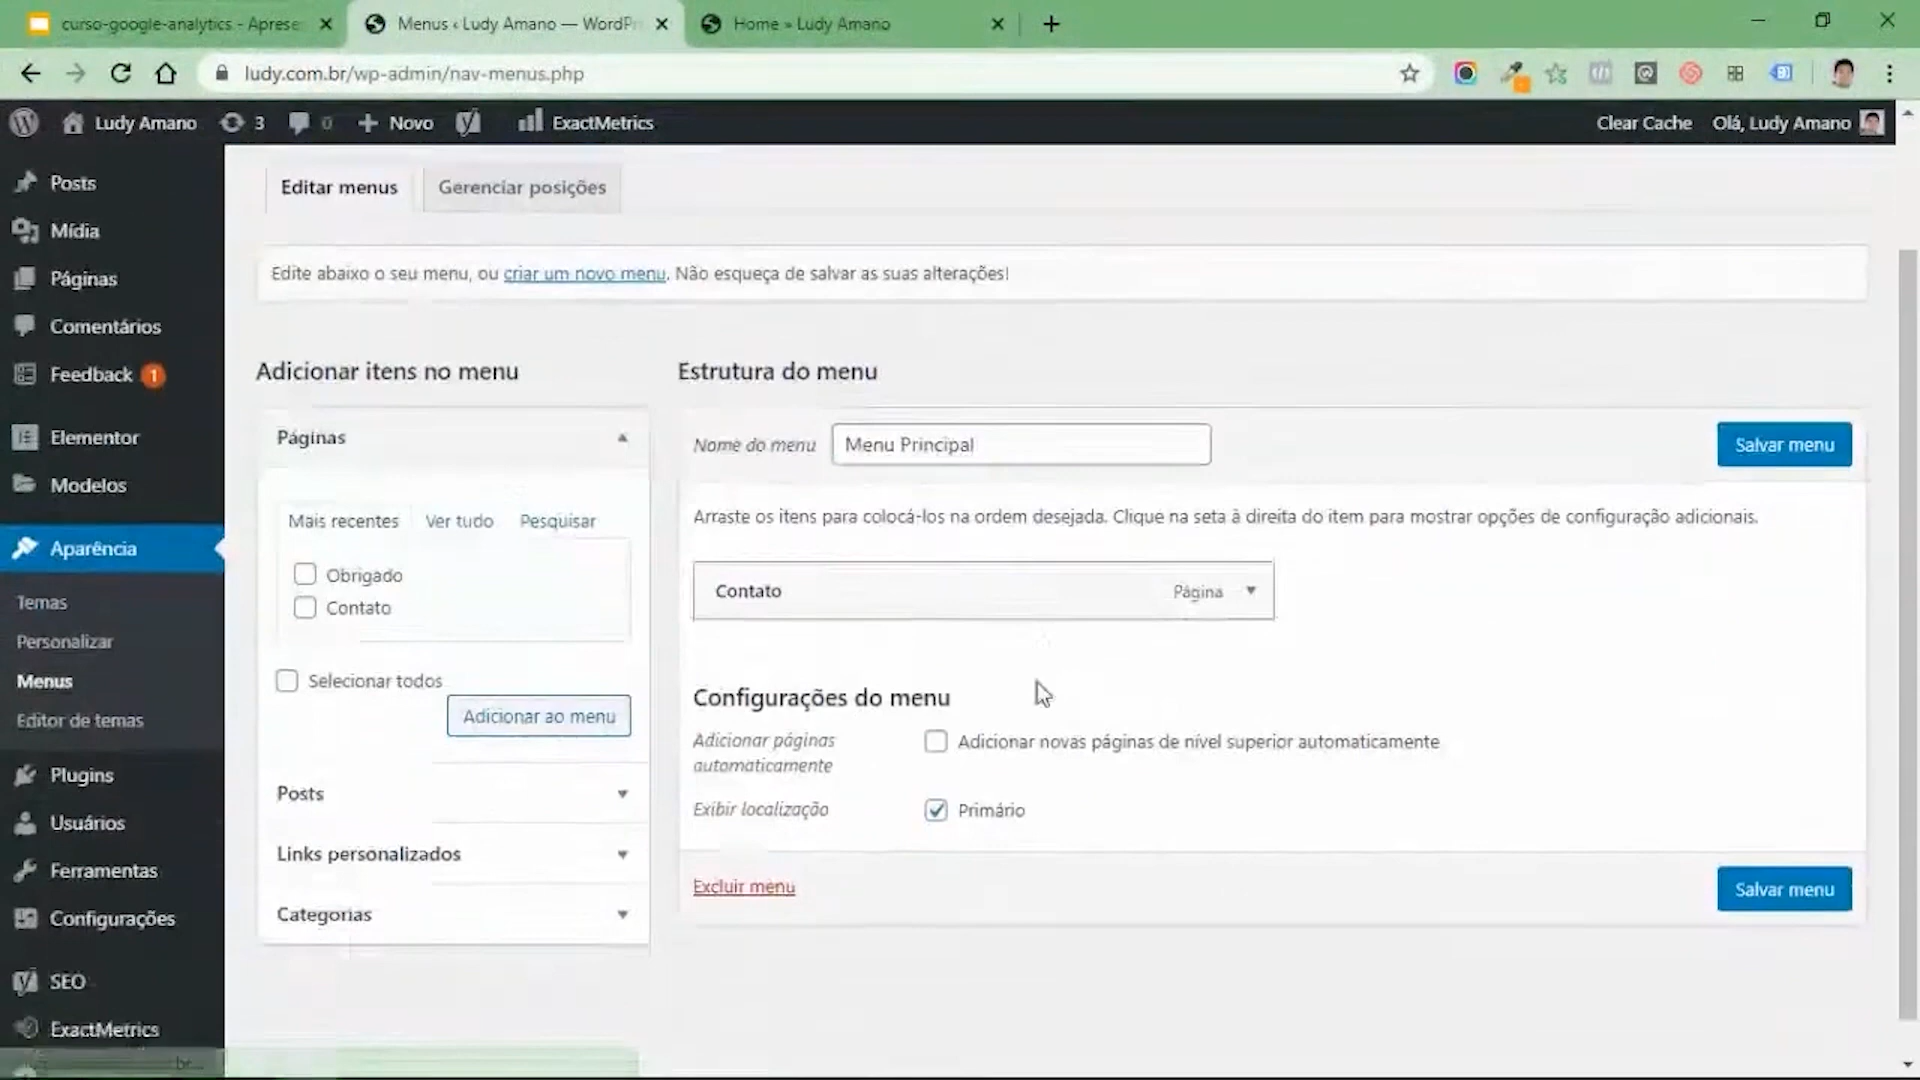 curso-google-analytics - Aprese
Menus ‹ Ludy Amano — WordPr
Home » Ludy Amano
ludy.com.br/wp-admin/nav-menus.php
Ludy Amano
3
0
Novo
ExactMetrics
Clear Cache
Olá, Ludy Amano
Posts
Mídia
Páginas
Comentários
Feedback 1
Elementor
Modelos
Aparência
Temas
Personalizar
Menus
Editor de temas
Plugins
Usuários
Ferramentas
Configurações
SEO
ExactMetrics
Editar menus
Gerenciar posições
Edite abaixo o seu menu, ou criar um novo menu. Não esqueça de salvar as suas alterações!
Adicionar itens no menu
Páginas
Mais recentes
Ver tudo
Pesquisar
Obrigado
Contato
Selecionar todos
Adicionar ao menu
Posts
Links personalizados
Categorias
Estrutura do menu
Nome do menu
Menu Principal
Salvar menu
Arraste os itens para colocá-los na ordem desejada. Clique na seta à direita do item para mostrar opções de configuração adicionais.
Contato
Página
Configurações do menu
Adicionar páginas
automaticamente
Adicionar novas páginas de nível superior automaticamente
Exibir localização
Primário
Excluir menu
Salvar menu